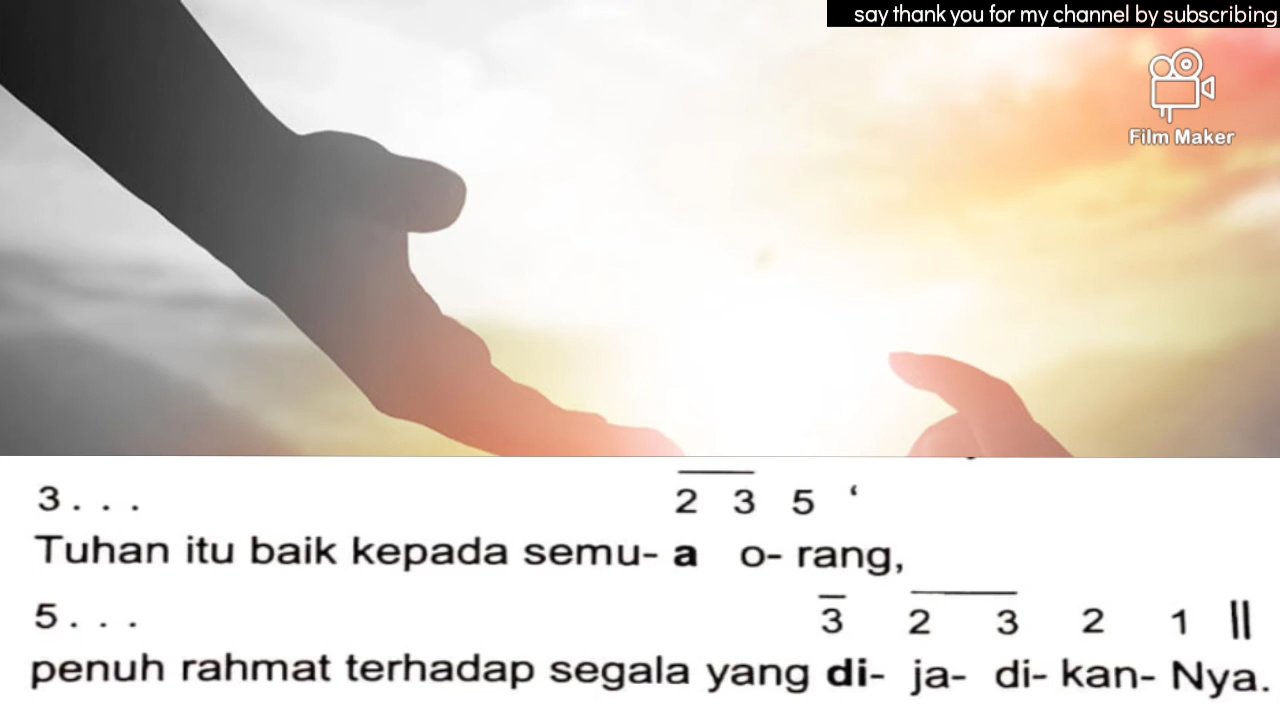 say thank you for my channel by subscribing
Film Maker
3 . . . 2 3 5 ‘
Tuhan itu baik kepada semu- a o- rang,
5 . . . 3 2 3 2 1 ||
penuh rahmat terhadap segala yang di- ja- di- kan- Nya.